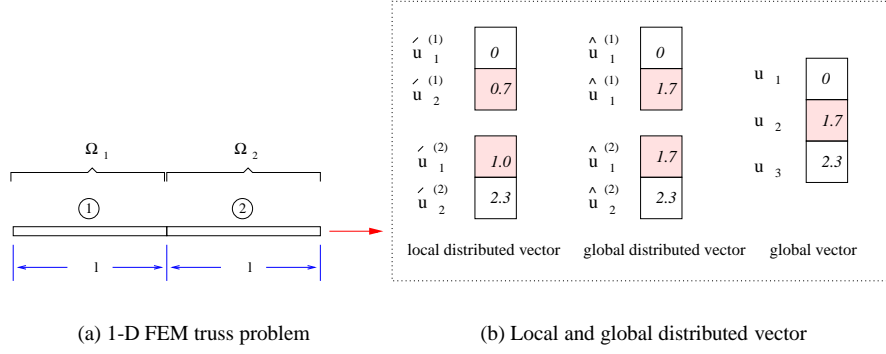 Ω 1
Ω 2
1
2
l
l
ú 1 (1)
0
ú 2 (1)
0.7
ú 1 (2)
1.0
ú 2 (2)
2.3
local distributed vector
û 1 (1)
0
û 1 (1)
1.7
û 1 (2)
1.7
û 2 (2)
2.3
global distributed vector
u 1
0
u 2
1.7
u 3
2.3
global vector
(a) 1-D FEM truss problem
(b) Local and global distributed vector